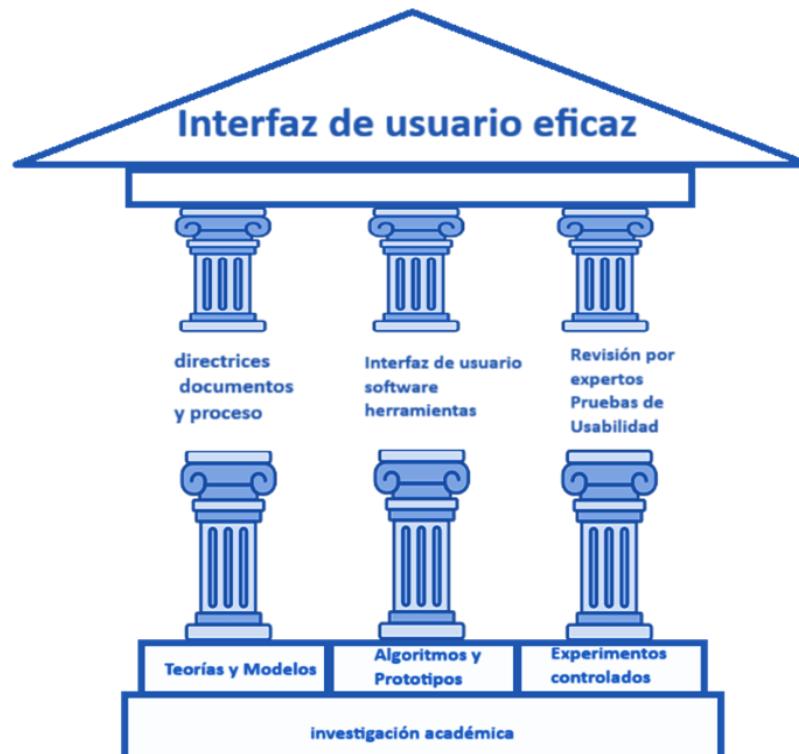 Interfaz de usuario eficaz
directrices
documentos
y proceso
Interfaz de usuario
software
herramientas
Revisión por
expertos
Pruebas de
Usabilidad
Teorías y Modelos
Algoritmos y
Prototipos
Experimentos
controlados
investigación académica